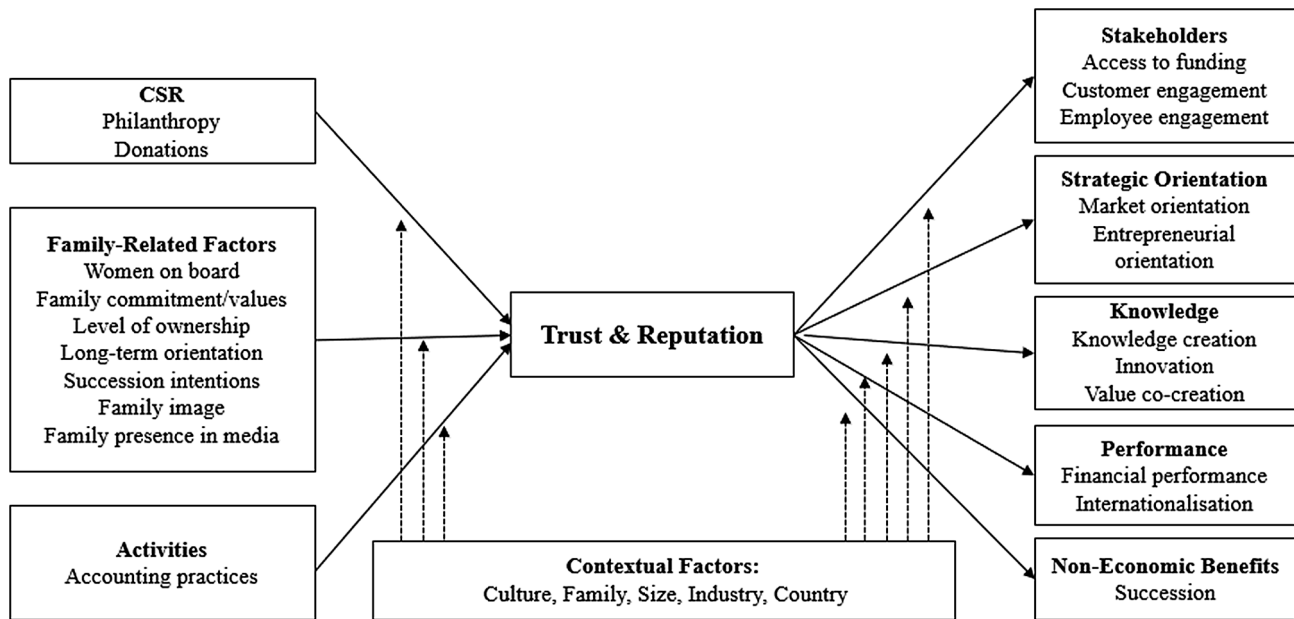 CSR
Philanthropy
Donations
Family-Related Factors
Women on board
Family commitment/values
Level of ownership
Long-term orientation
Succession intentions
Family image
Family presence in media
Activities
Accounting practices
Trust & Reputation
Contextual Factors:
Culture, Family, Size, Industry, Country
Stakeholders
Access to funding
Customer engagement
Employee engagement
Strategic Orientation
Market orientation
Entrepreneurial
orientation
Knowledge
Knowledge creation
Innovation
Value co-creation
Performance
Financial performance
Internationalisation
Non-Economic Benefits
Succession